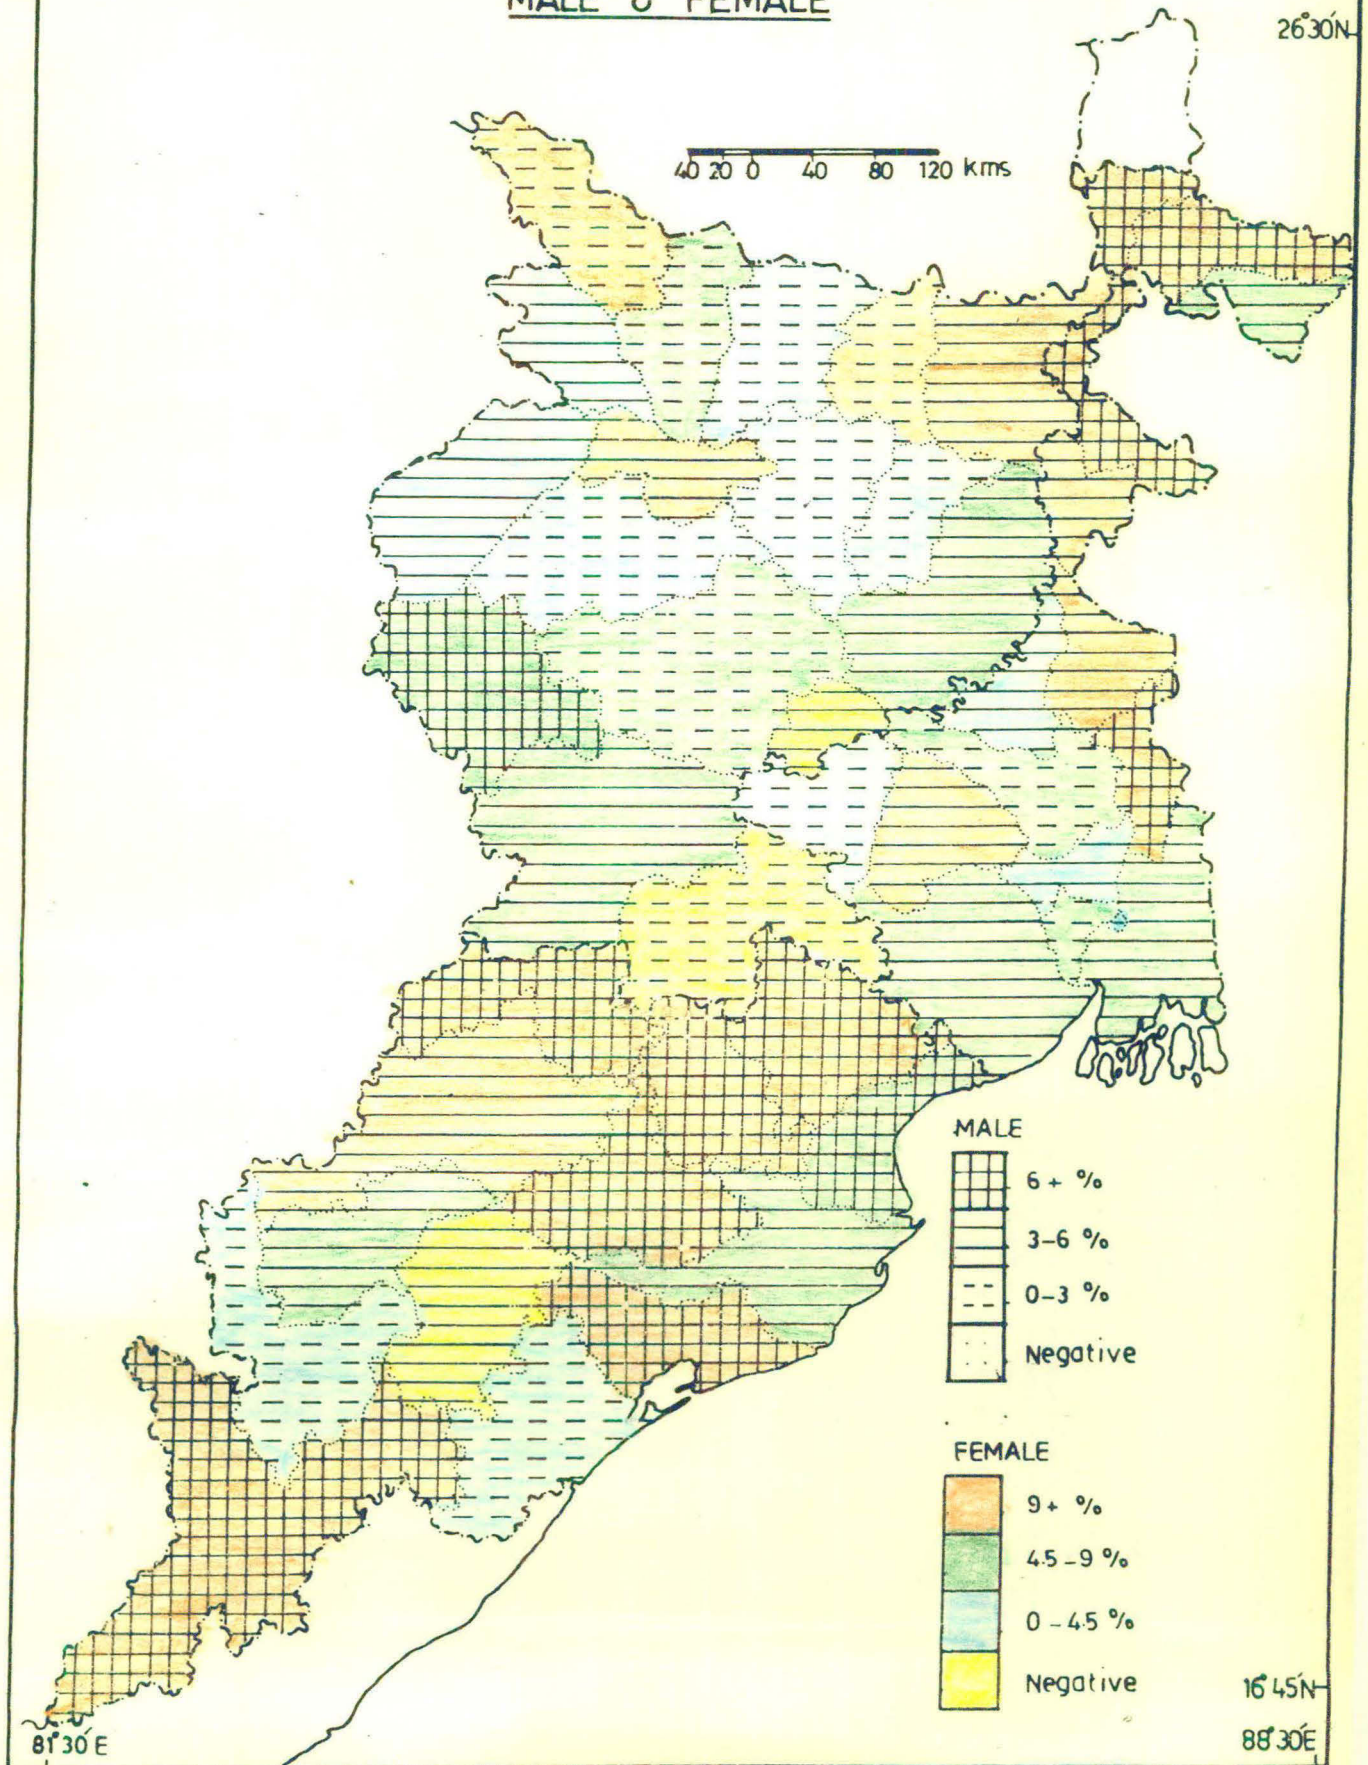 MALE & FEMALE
26°30'N
40 20 0 40 80 120 kms
MALE
6+ %
3-6 %
0-3 %
Negative
FEMALE
9+ %
4.5-9 %
0-4.5 %
Negative
16°45'N
81°30'E
88°30'E